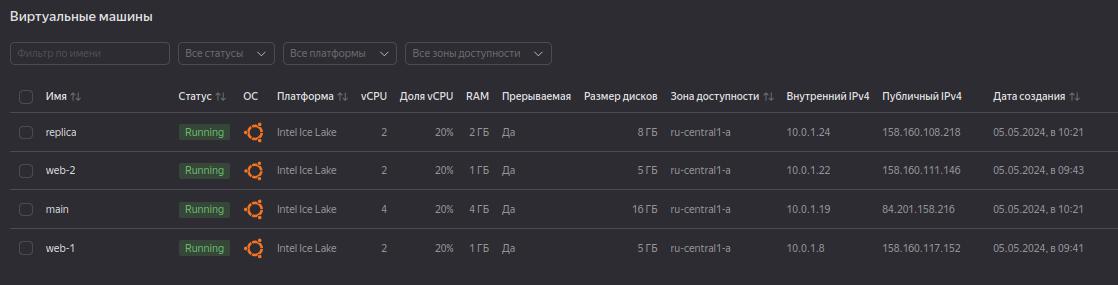 Виртуальные машины
Фильтр по имени Все статусы Все платформы Все зоны доступности
Имя Статус ОС Платформа vCPU Доля vCPU RAM Прерываемая Размер дисков Зона доступности Внутренний IPv4 Публичный IPv4 Дата создания
replica Running Intel Ice Lake 2 20% 2 ГБ Да 8 ГБ ru-central1-a 10.0.1.24 158.160.108.218 05.05.2024, в 10:21
web-2 Running Intel Ice Lake 2 20% 1 ГБ Да 5 ГБ ru-central1-a 10.0.1.22 158.160.111.146 05.05.2024, в 09:43
main Running Intel Ice Lake 4 20% 4 ГБ Да 16 ГБ ru-central1-a 10.0.1.19 84.201.158.216 05.05.2024, в 10:21
web-1 Running Intel Ice Lake 2 20% 1 ГБ Да 5 ГБ ru-central1-a 10.0.1.8 158.160.117.152 05.05.2024, в 09:41